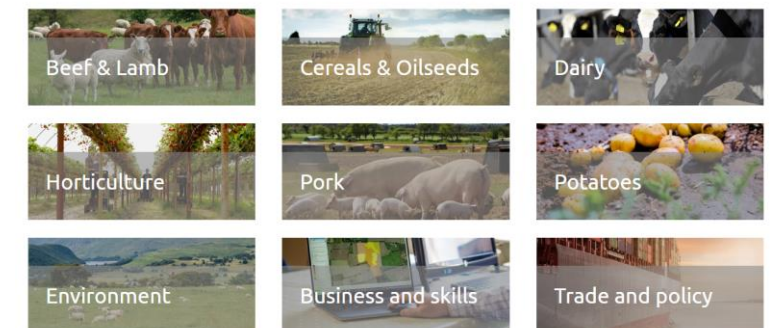 Beef & Lamb
Cereals & Oilseeds
Dairy
Horticulture
Pork
Potatoes
Environment
Business and skills
Trade and policy